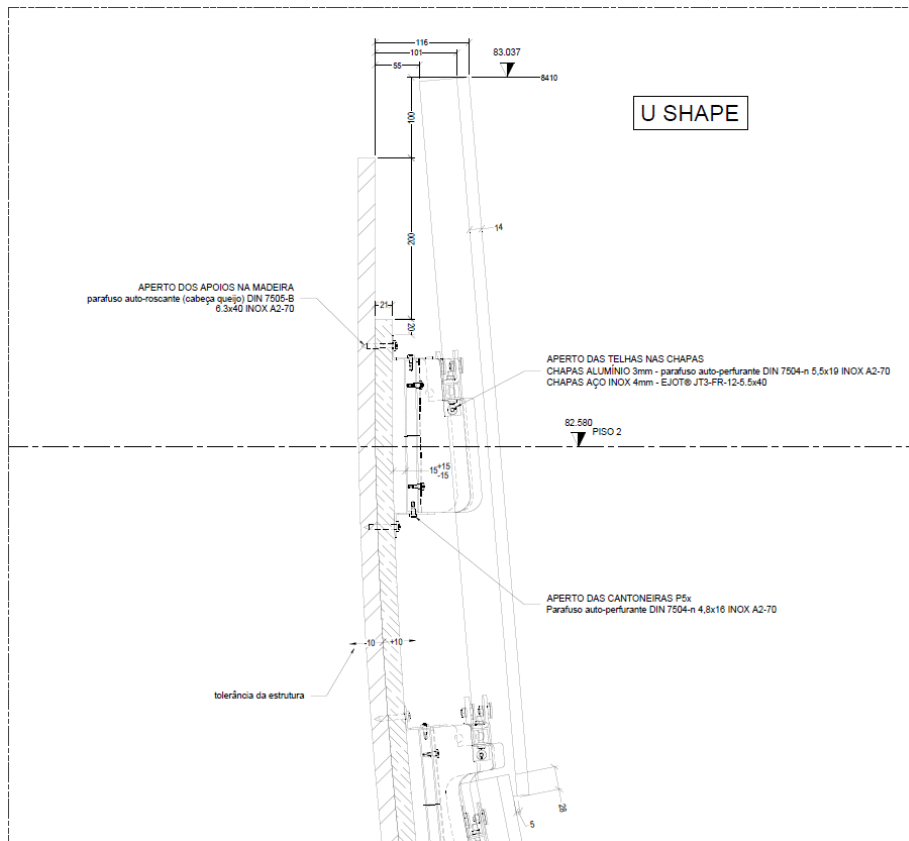 116
101
55
83.037
8410
U SHAPE
100
200
14
APERTO DOS APOIOS NA MADEIRA
parafuso auto-roscante (cabeça queijo) DIN 7505-B
6.3x40 INOX A2-70
21
20
APERTO DAS TELHAS NAS CHAPAS
CHAPAS ALUMÍNIO 3mm - parafuso auto-perfurante DIN 7504-n 5,5x19 INOX A2-70
CHAPAS AÇO INOX 4mm - EJOT® JT3-FR-12-5.5x40
82.580
PISO 2
15 +15
-15
APERTO DAS CANTONEIRAS P5x
Parafuso auto-perfurante DIN 7504-n 4,8x16 INOX A2-70
-10 +10
tolerância da estrutura
28
5